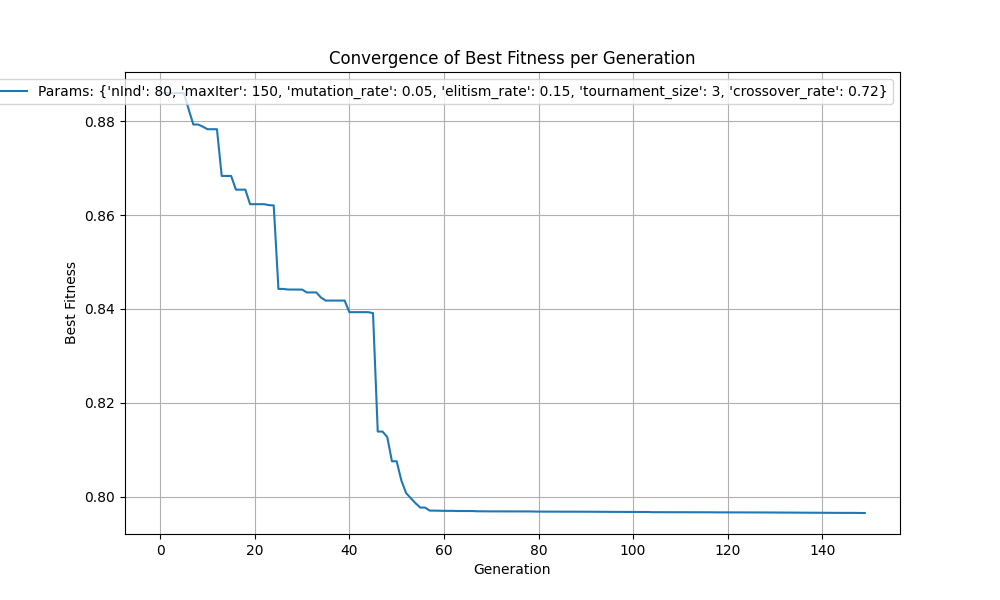 Convergence of Best Fitness per Generation
Params: {'nInd': 80, 'maxIter': 150, 'mutation_rate': 0.05, 'elitism_rate': 0.15, 'tournament_size': 3, 'crossover_rate': 0.72}
0.88
0.86
0.84
0.82
0.80
Best Fitness
0 20 40 60 80 100 120 140
Generation